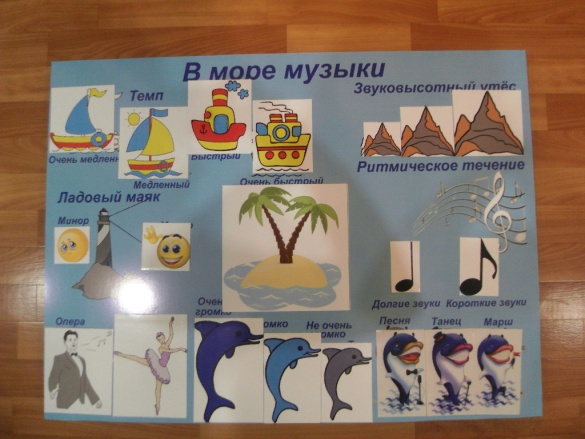 В море музыки
Темп
Звуковысотный утёс
Очень медленн
Медленный
Быстрый
Очень быстрый
Ритмическое течение
Ладовый маяк
Минор
Долгие звуки
Короткие звуки
Опера
Очен
громко
омко
Не очень
ромко
Песня
Танец
Марш